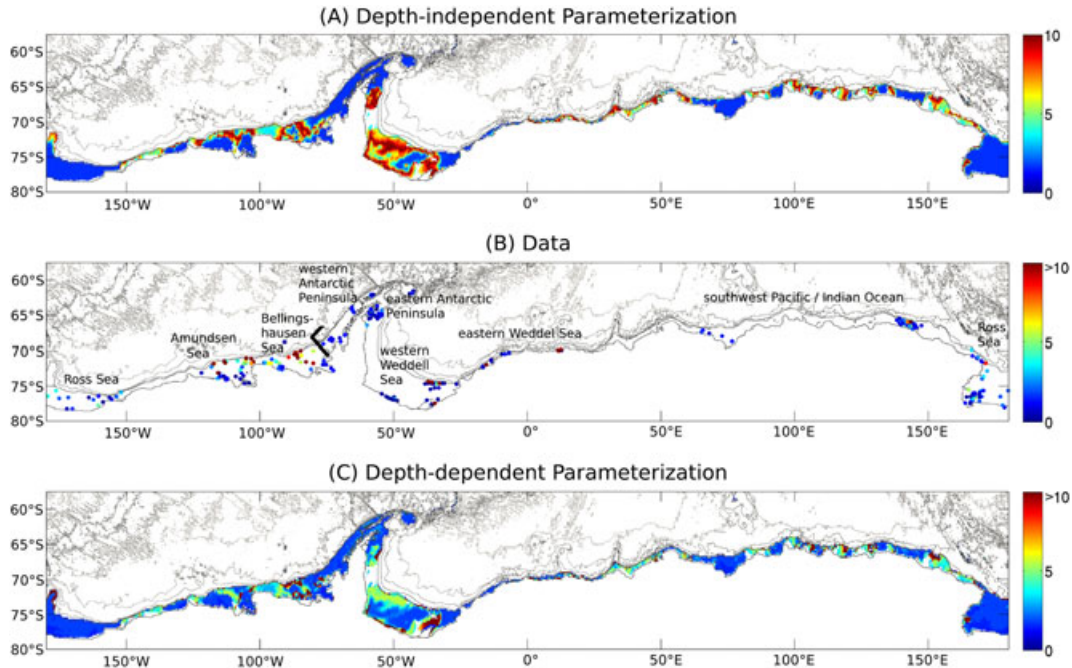 (A) Depth-independent Parameterization
60°S
65°S
70°S
75°S
80°S
150°W
100°W
50°W
0°
50°E
100°E
150°E
10
5
0
(B) Data
60°S
65°S
70°S
75°S
80°S
western
Antarctic
Peninsula
eastern Antarctic
Peninsula
southwest Pacific / Indian Ocean
Bellings-
hausen
Sea
Amundsen
Sea
eastern Weddel Sea
Ross
Sea
western
Weddell
Sea
Ross Sea
150°W
100°W
50°W
0°
50°E
100°E
150°E
>10
5
0
(C) Depth-dependent Parameterization
60°S
65°S
70°S
75°S
80°S
150°W
100°W
50°W
0°
50°E
100°E
150°E
>10
5
0